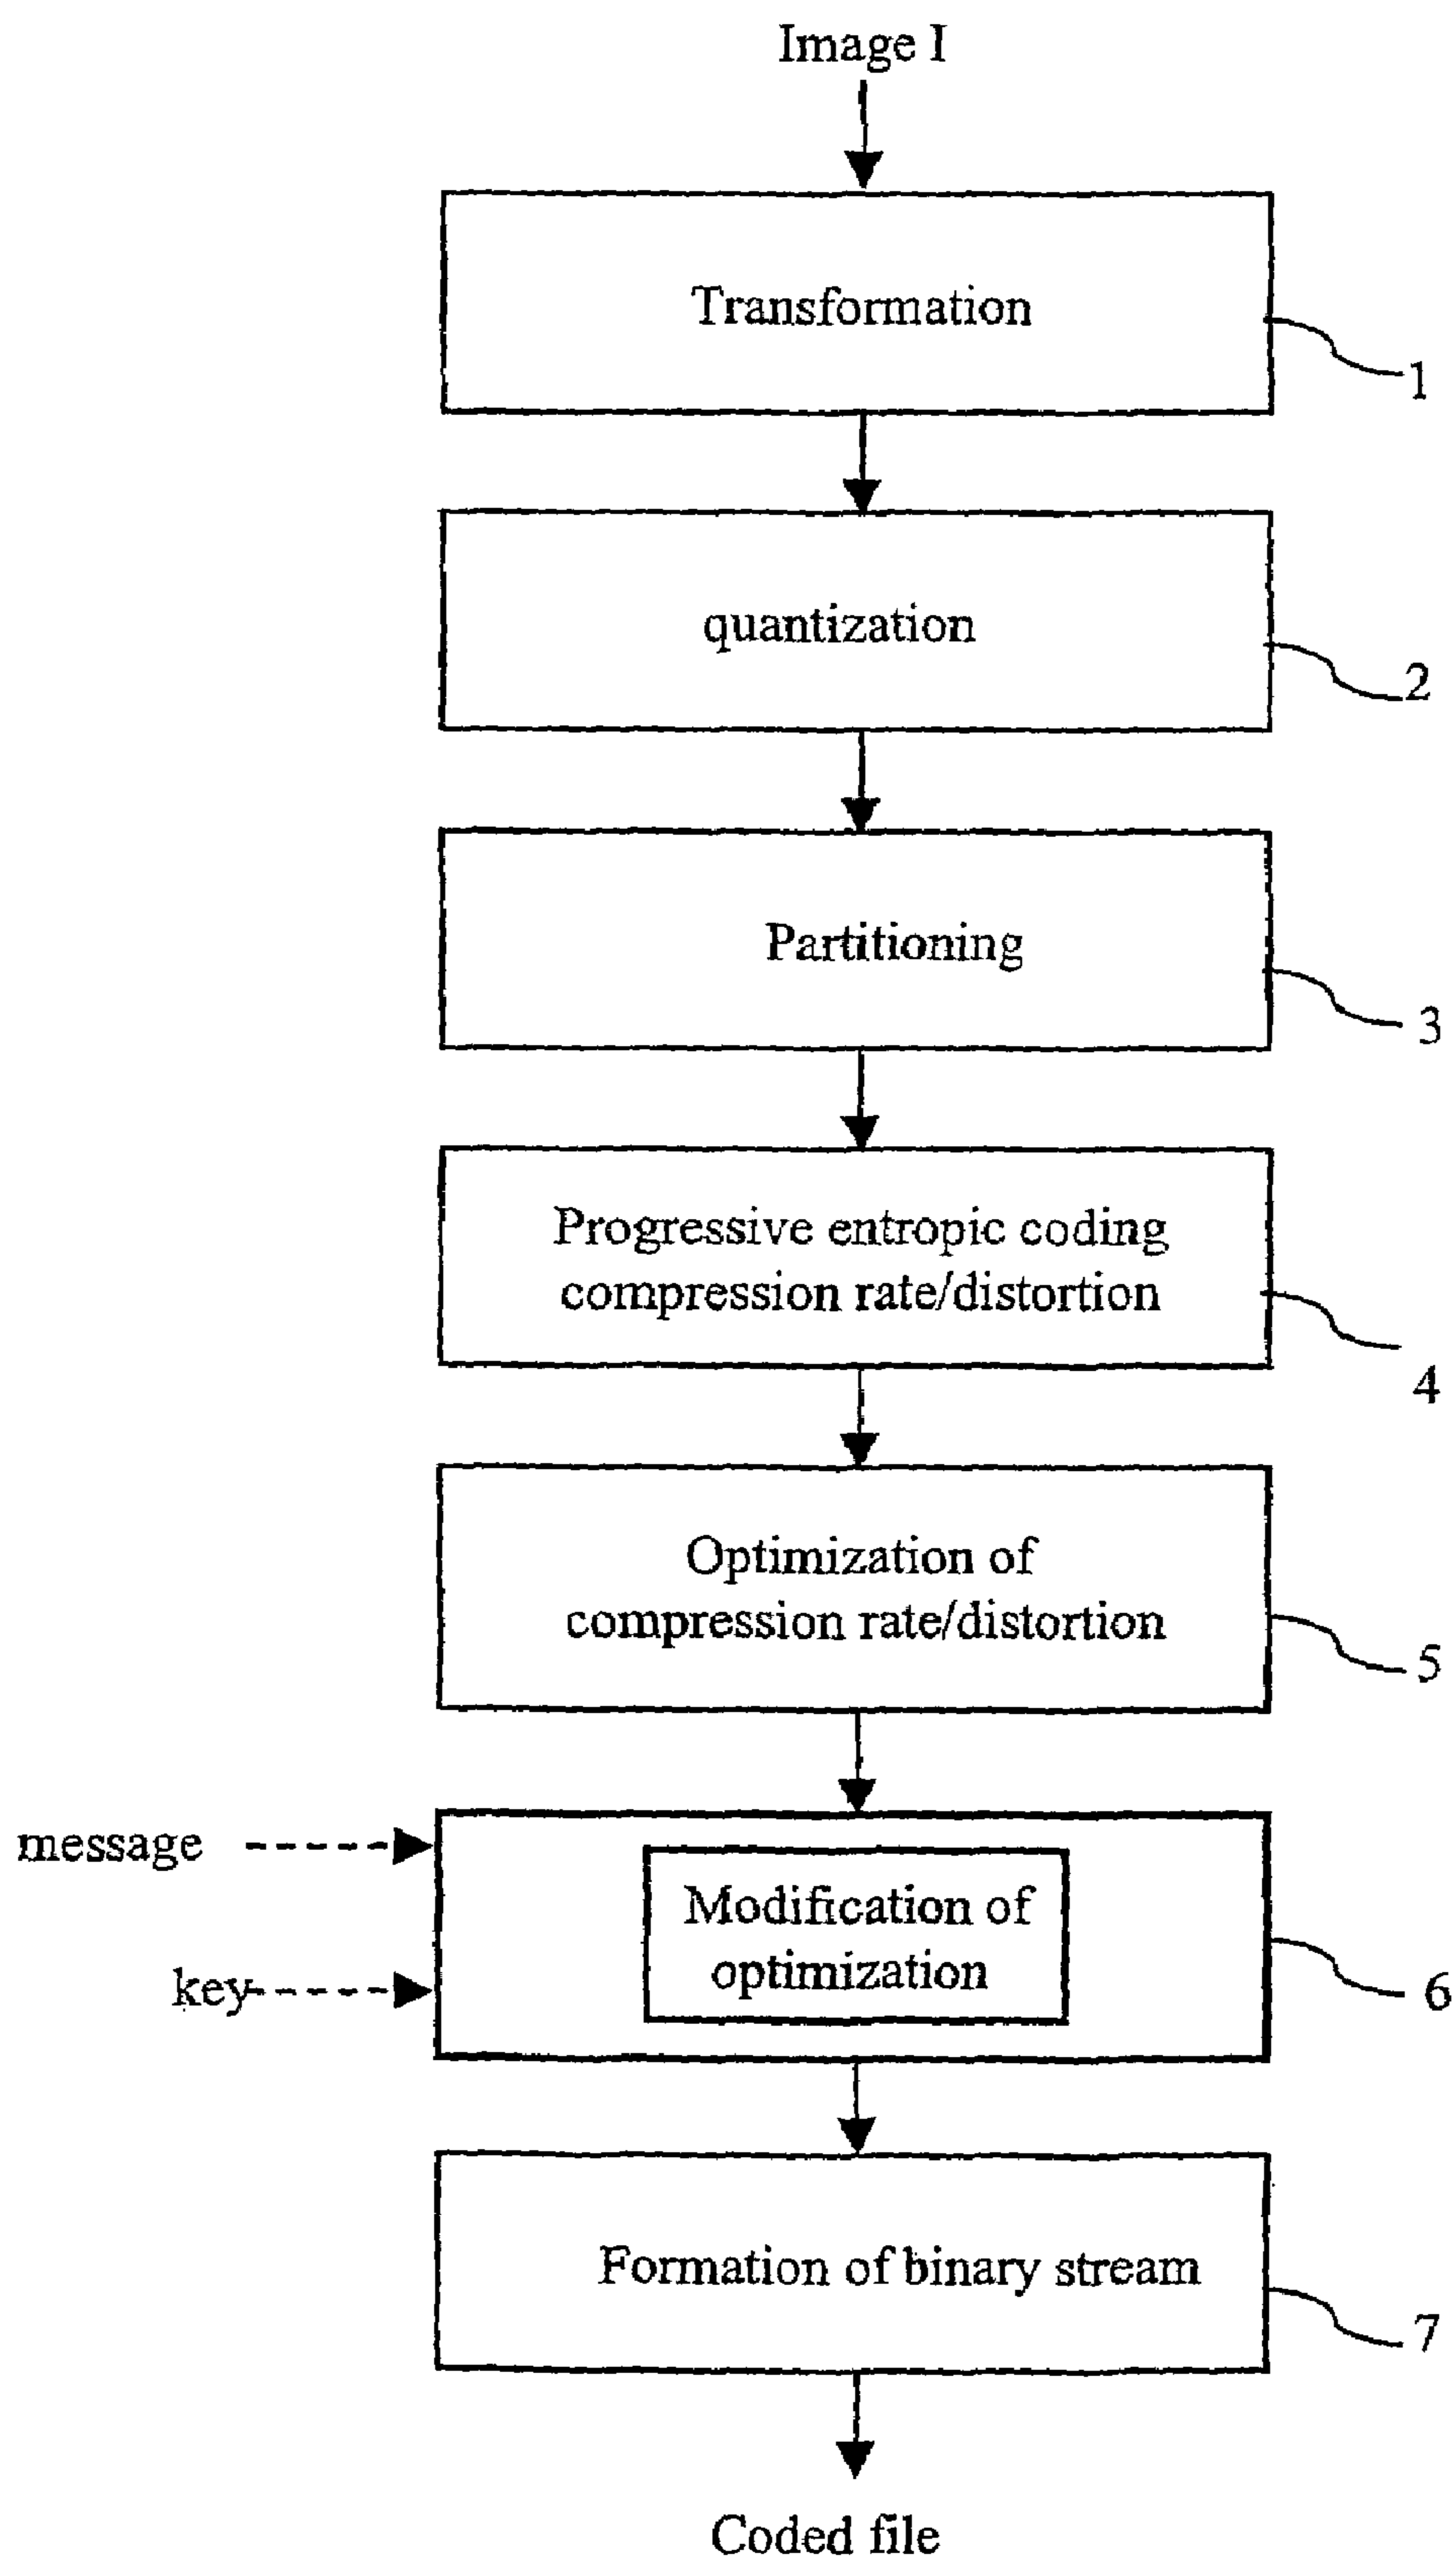 Image I
Transformation
1
quantization
2
Partitioning
3
Progressive entropic coding
compression rate/distortion
4
Optimization of
compression rate/distortion
5
message
Modification of
optimization
key
6
Formation of binary stream
7
Coded file